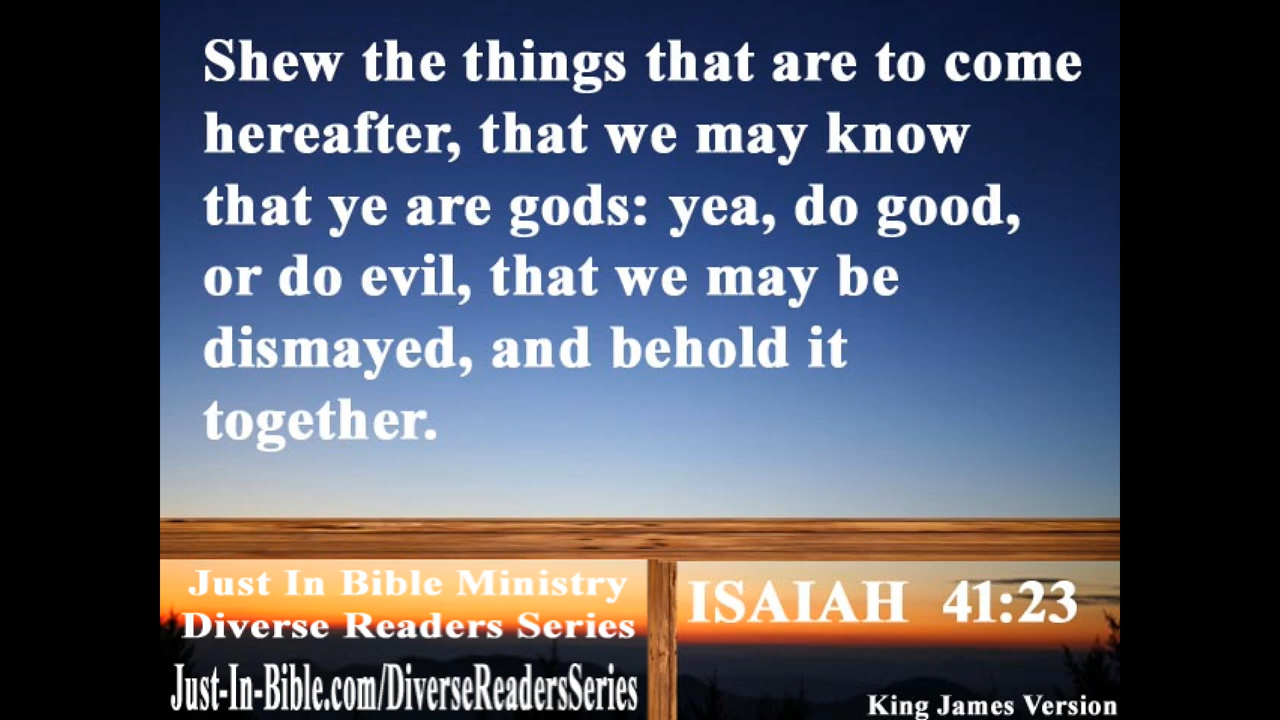 Shew the things that are to come
hereafter, that we may know
that ye are gods: yea, do good,
or do evil, that we may be
dismayed, and behold it
together.
Just In Bible Ministry
Diverse Readers Series
Just-In-Bible.com/DiverseReadersSeries
ISAIAH 41:23
King James Version